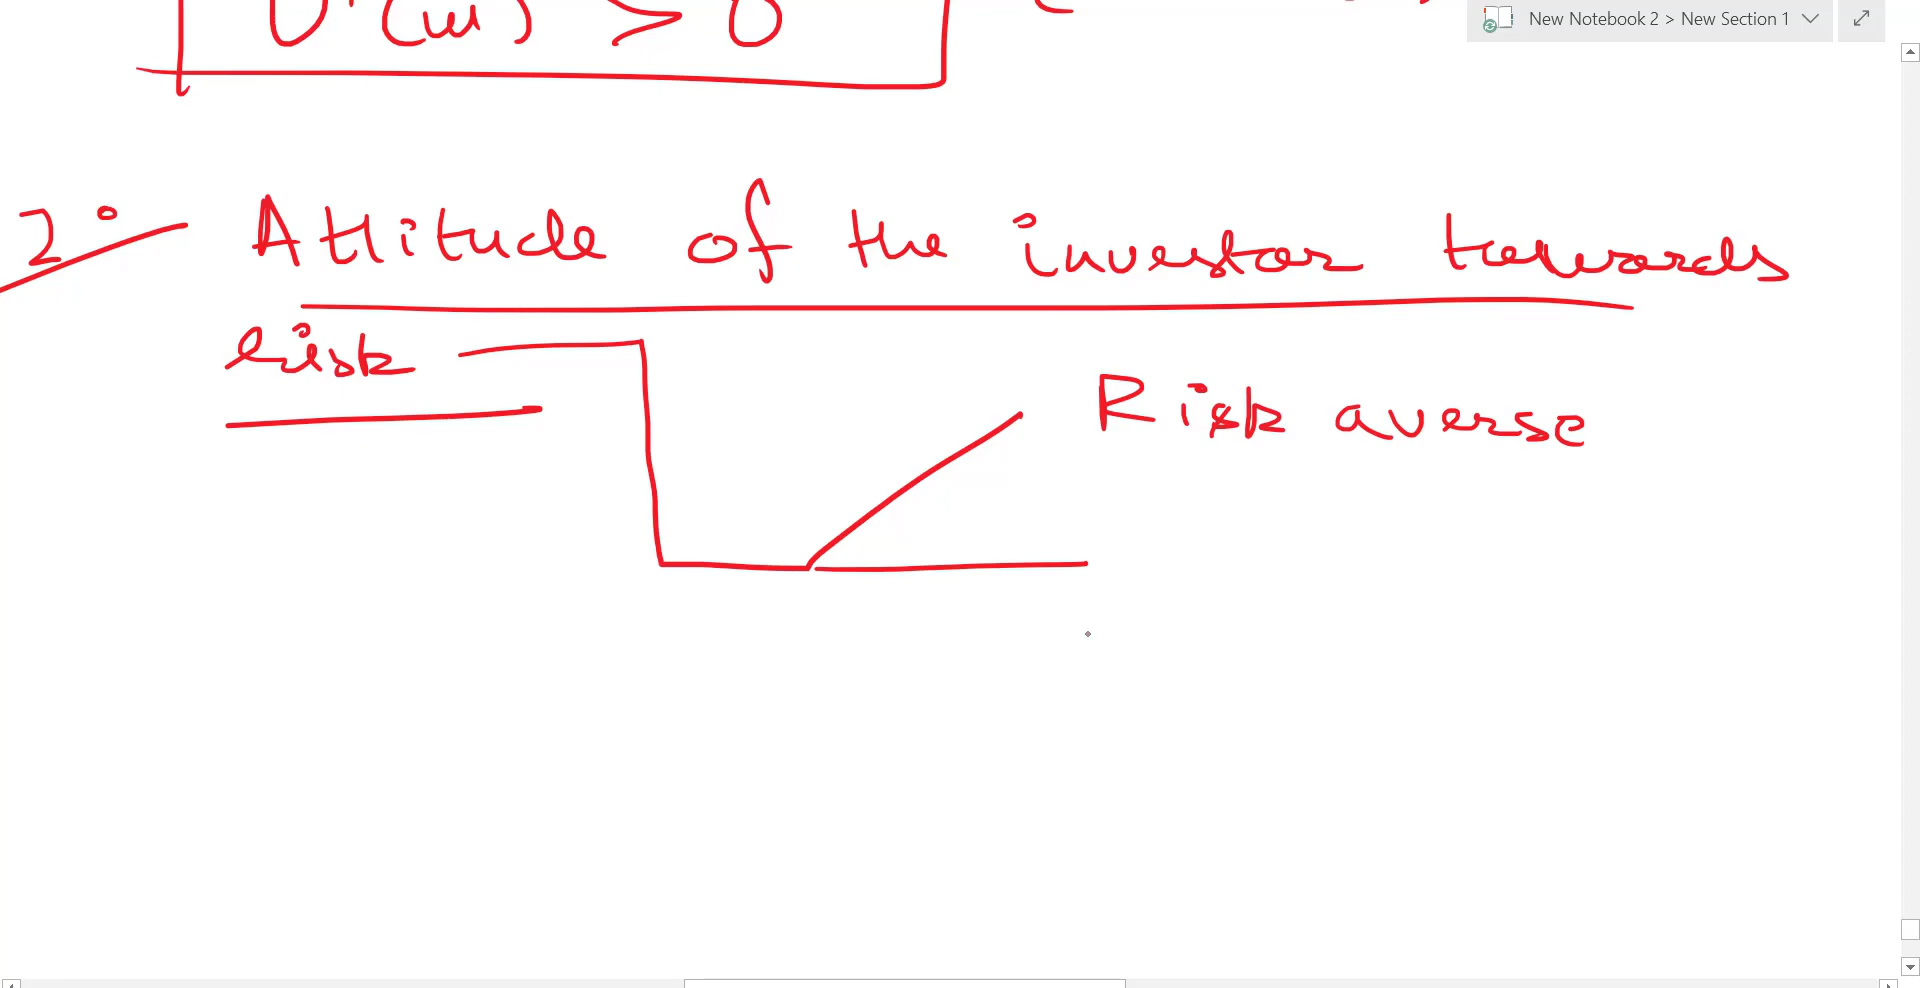 U'(w) > 0
New Notebook 2 > New Section 1
2° Attitude of the investor towards
risk
Risk averse